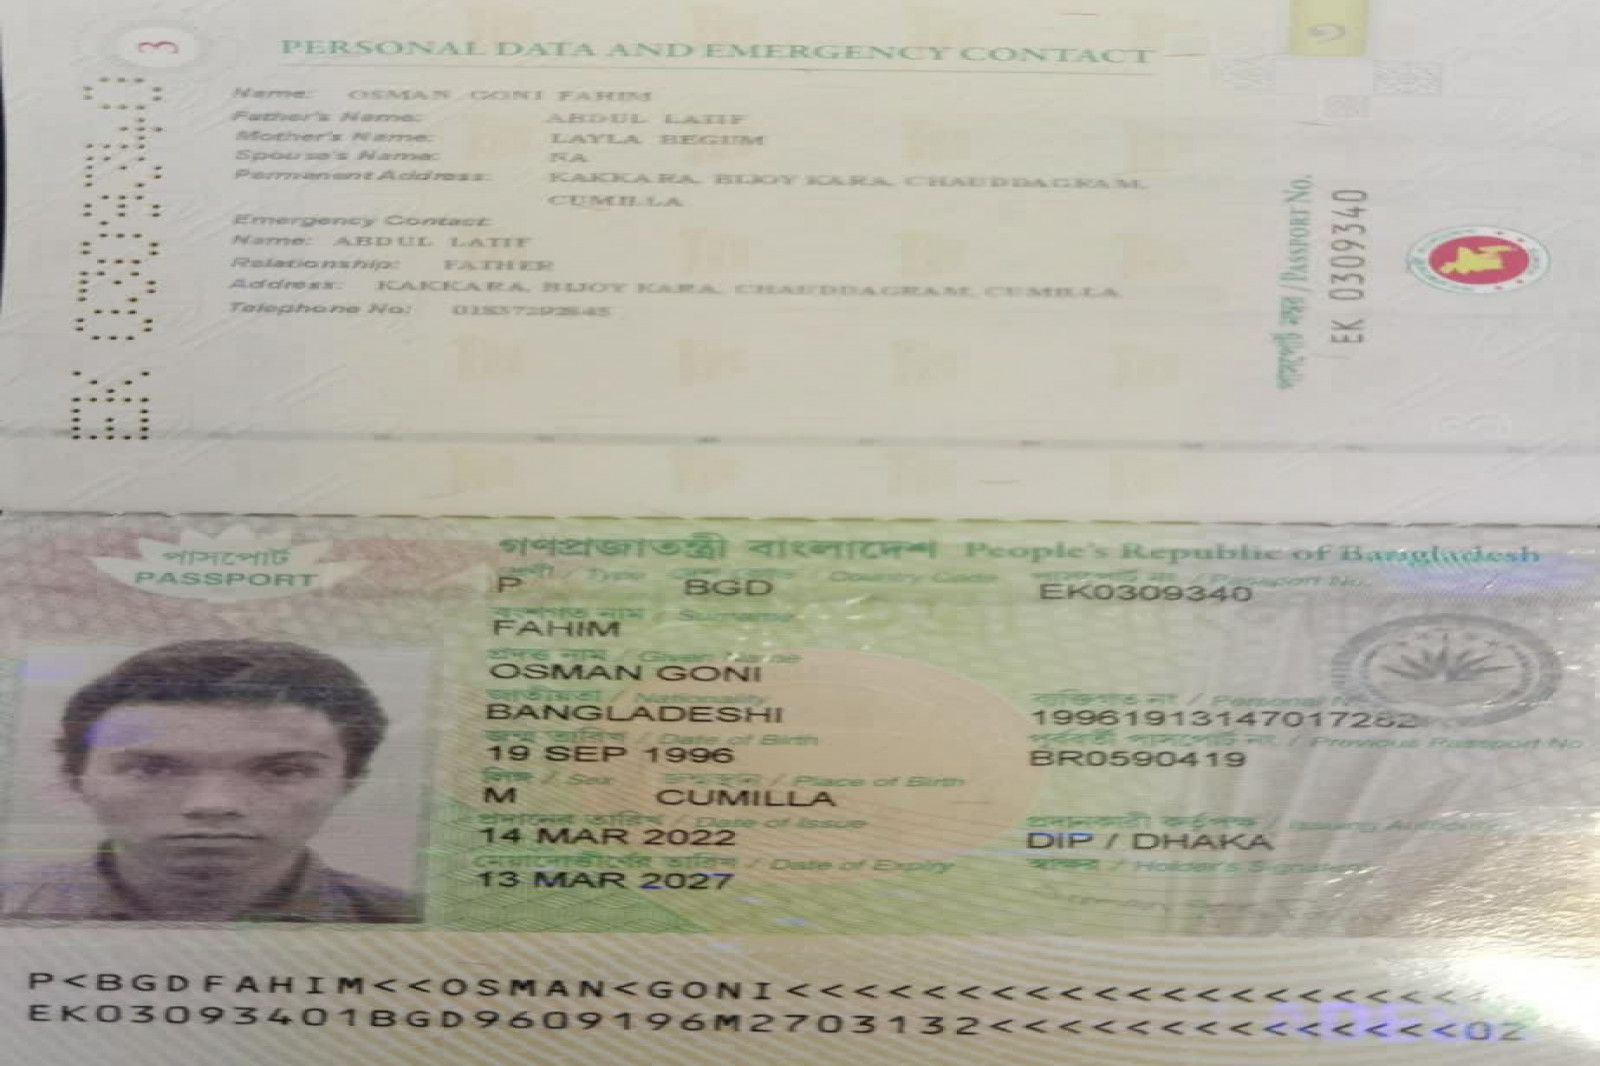 3
PERSONAL DATA AND EMERGENCY CONTACT
Name: OSMAN GONI FAHIM
Father's Name: ABDUL LATIF
Mother's Name: LAYLA BEGUM
Spouse's Name: NA
Permanent Address: KAKKARA, BIJOY KARA, CHAUDDAGRAM,
CUMILLA
Emergency Contact:
Name: ABDUL LATIF
Relationship: FATHER
Address: KAKKARA, BIJOY KARA, CHAUDDAGRAM, CUMILLA
Telephone No:
EK 0309340
পাসপোর্ট নম্বর / PASSPORT No.
EK 0309340
পাসপোর্ট
PASSPORT
গণপ্রজাতন্ত্রী বাংলাদেশ People's Republic of Bangladesh
শ্রেণী / Type দেশ কোড / Country Code পাসপোর্ট নং / Passport No.
P BGD EK0309340
বংশগত নাম / Surname
FAHIM
প্রদত্ত নাম / Given Name
OSMAN GONI
জাতীয়তা / Nationality ব্যক্তিগত নং / Personal
BANGLADESHI 19961913147017262
জন্ম তারিখ / Date of Birth পূর্ববর্তী পাসপোর্ট নং / Previous Passport No
19 SEP 1996 BR0590419
লিঙ্গ / Sex জন্মস্থান / Place of Birth
M CUMILLA
প্রদানের তারিখ / Date of Issue প্রদানকারী কর্তৃপক্ষ / Issuing Authority
14 MAR 2022 DIP / DHAKA
মেয়াদোত্তীর্ণের তারিখ / Date of Expiry স্বাক্ষর / Holder's Signature
13 MAR 2027
P<BGDFAHIM<<OSMAN<GONI<<<<<<<<<<<<<<<<<<<<<<
EK03093401BGD9609196M2703132<<<<<<<<<<<<<<02